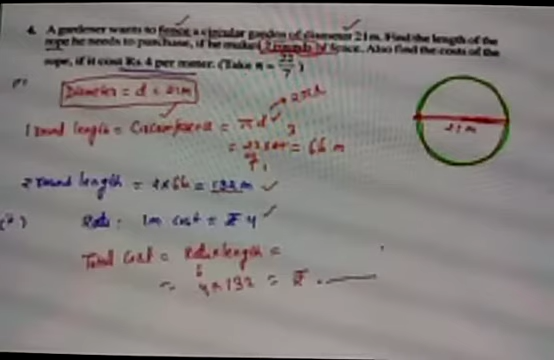 4. A gardener wants to fence a circular garden of diameter 21m. Find the length of the
rope he needs to purchase, if he makes 2 rounds of fence. Also find the costs of the
rope, if it cost Rs. 4 per meter. (Take π = 22/7)
Diameter = d = 21m
1 round length = Circumference = πd
= 22 × 21 / 7 = 66 m
3
21 m
2 round length = 2 × 66 = 132 m
Rate : 1m cost = ₹ 4
Total Cost = Rate × length =
= 4 × 132 = ₹